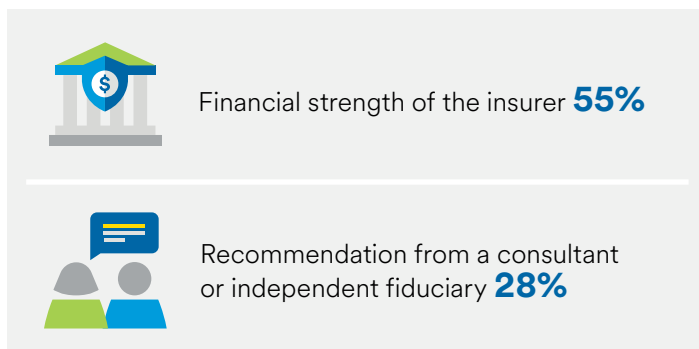 $
Financial strength of the insurer 55%
Recommendation from a consultant
or independent fiduciary 28%